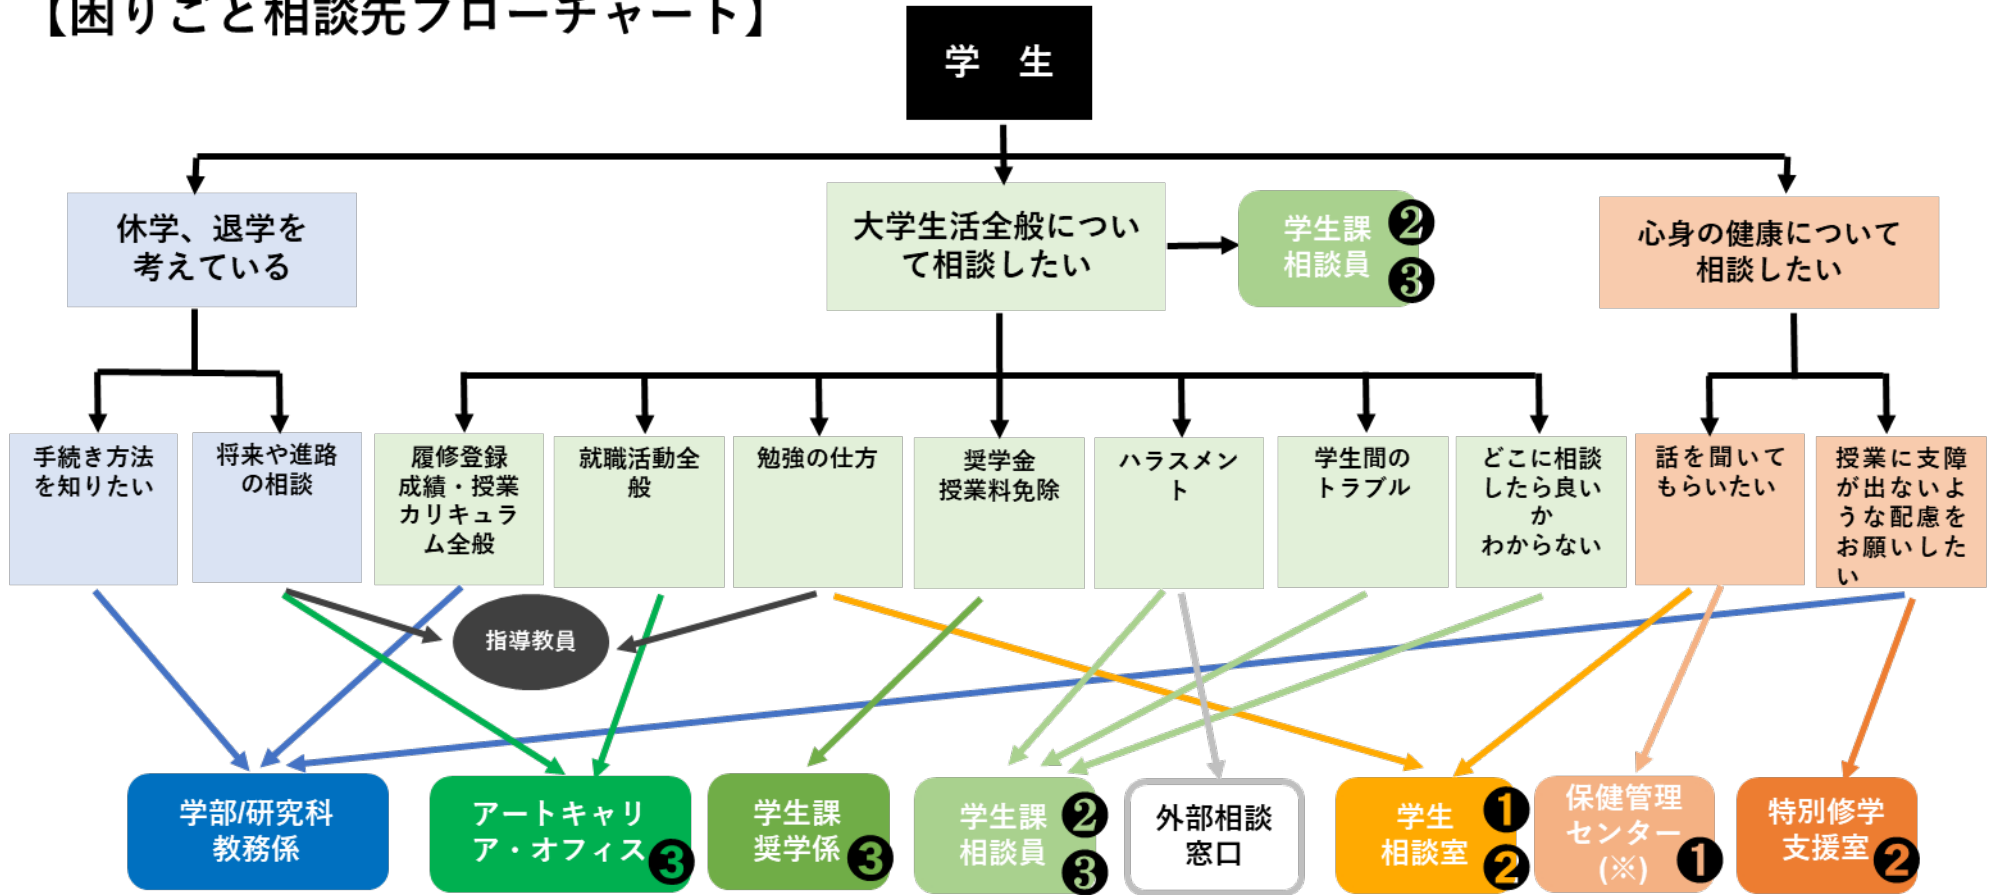 【困りごと相談先フローチャート】
学　生
休学、退学を
考えている
大学生活全般につい
て相談したい
学生課
相談員
❷
❸
心身の健康について
相談したい
手続き方法
を知りたい
将来や進路
の相談
履修登録
成績・授業
カリキュラ
ム全般
就職活動全
般
勉強の仕方
奨学金
授業料免除
ハラスメン
ト
学生間の
トラブル
どこに相談
したら良い
か
わからない
話を聞いて
もらいたい
授業に支障
が出ないよ
うな配慮を
お願いした
い
指導教員
学部/研究科
教務係
アートキャリ
ア・オフィス
❸
学生課
奨学係
❸
学生課
相談員
❷
❸
外部相談
窓口
学生
相談室
❶
❷
保健管理
センター
(※)
❶
特別修学
支援室
❷